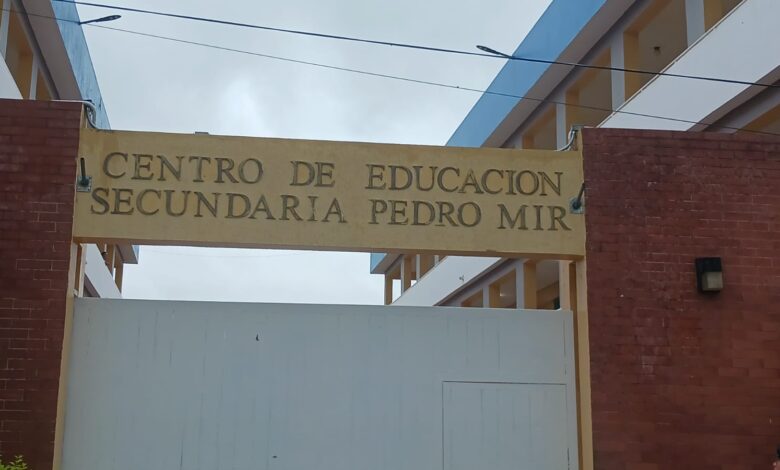 CENTRO DE EDUCACION
SECUNDARIA PEDRO MIR